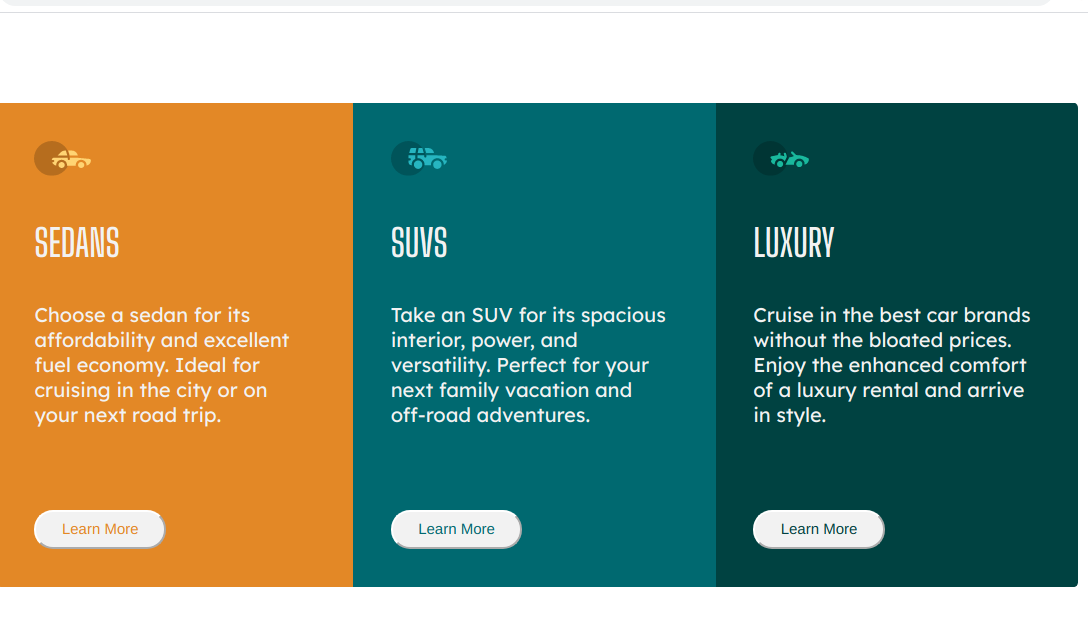 SEDANS
Choose a sedan for its
affordability and excellent
fuel economy. Ideal for
cruising in the city or on
your next road trip.
Learn More
SUVS
Take an SUV for its spacious
interior, power, and
versatility. Perfect for your
next family vacation and
off-road adventures.
Learn More
LUXURY
Cruise in the best car brands
without the bloated prices.
Enjoy the enhanced comfort
of a luxury rental and arrive
in style.
Learn More